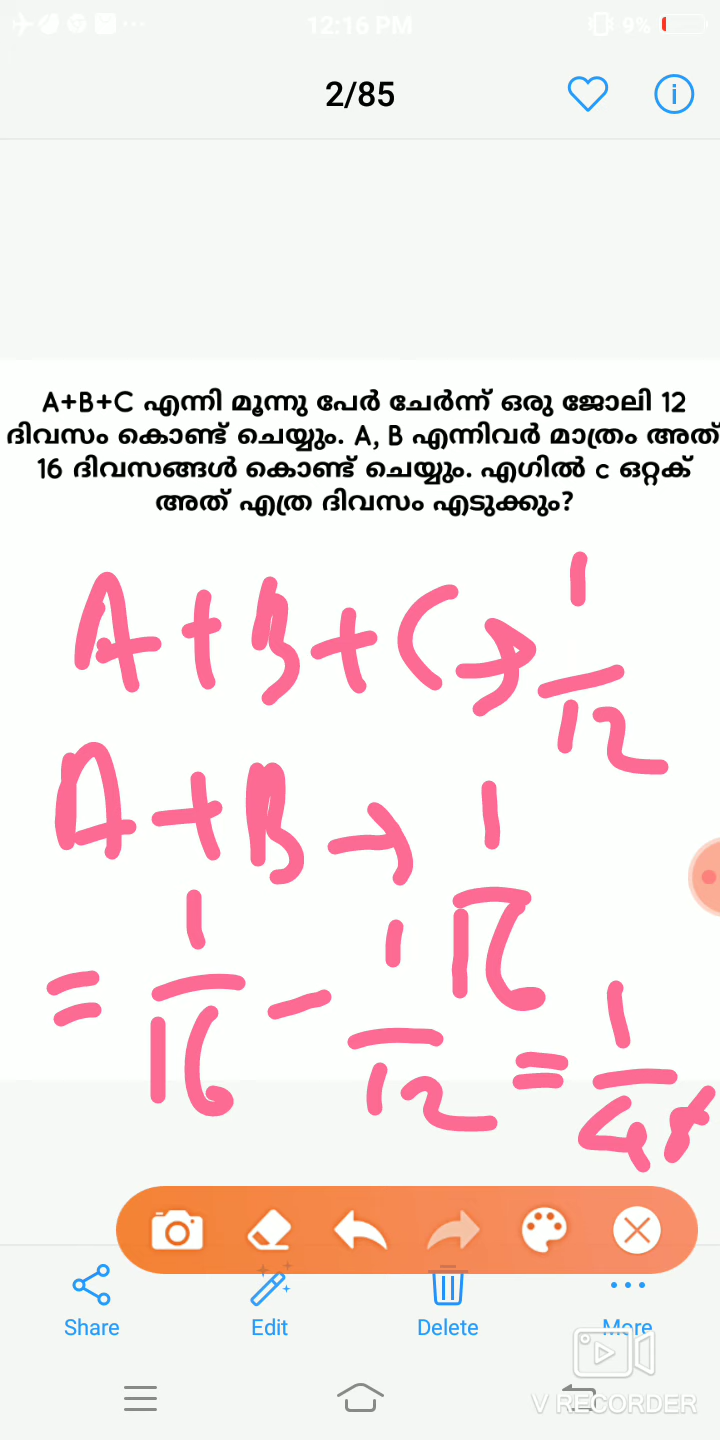 12:16 PM 9%
2/85
A+B+C എന്നി മൂന്നു പേർ ചേർന്ന് ഒരു ജോലി 12
ദിവസം കൊണ്ട് ചെയ്യും. A, B എന്നിവർ മാത്രം അത്
16 ദിവസങ്ങൾ കൊണ്ട് ചെയ്യും. എഗിൽ c ഒറ്റക്
അത് എത്ര ദിവസം എടുക്കും?
A+B+C→1/12
A+B→1/16
= 1/16 - 1/12 = 1/48
Share Edit Delete More
V RECORDER